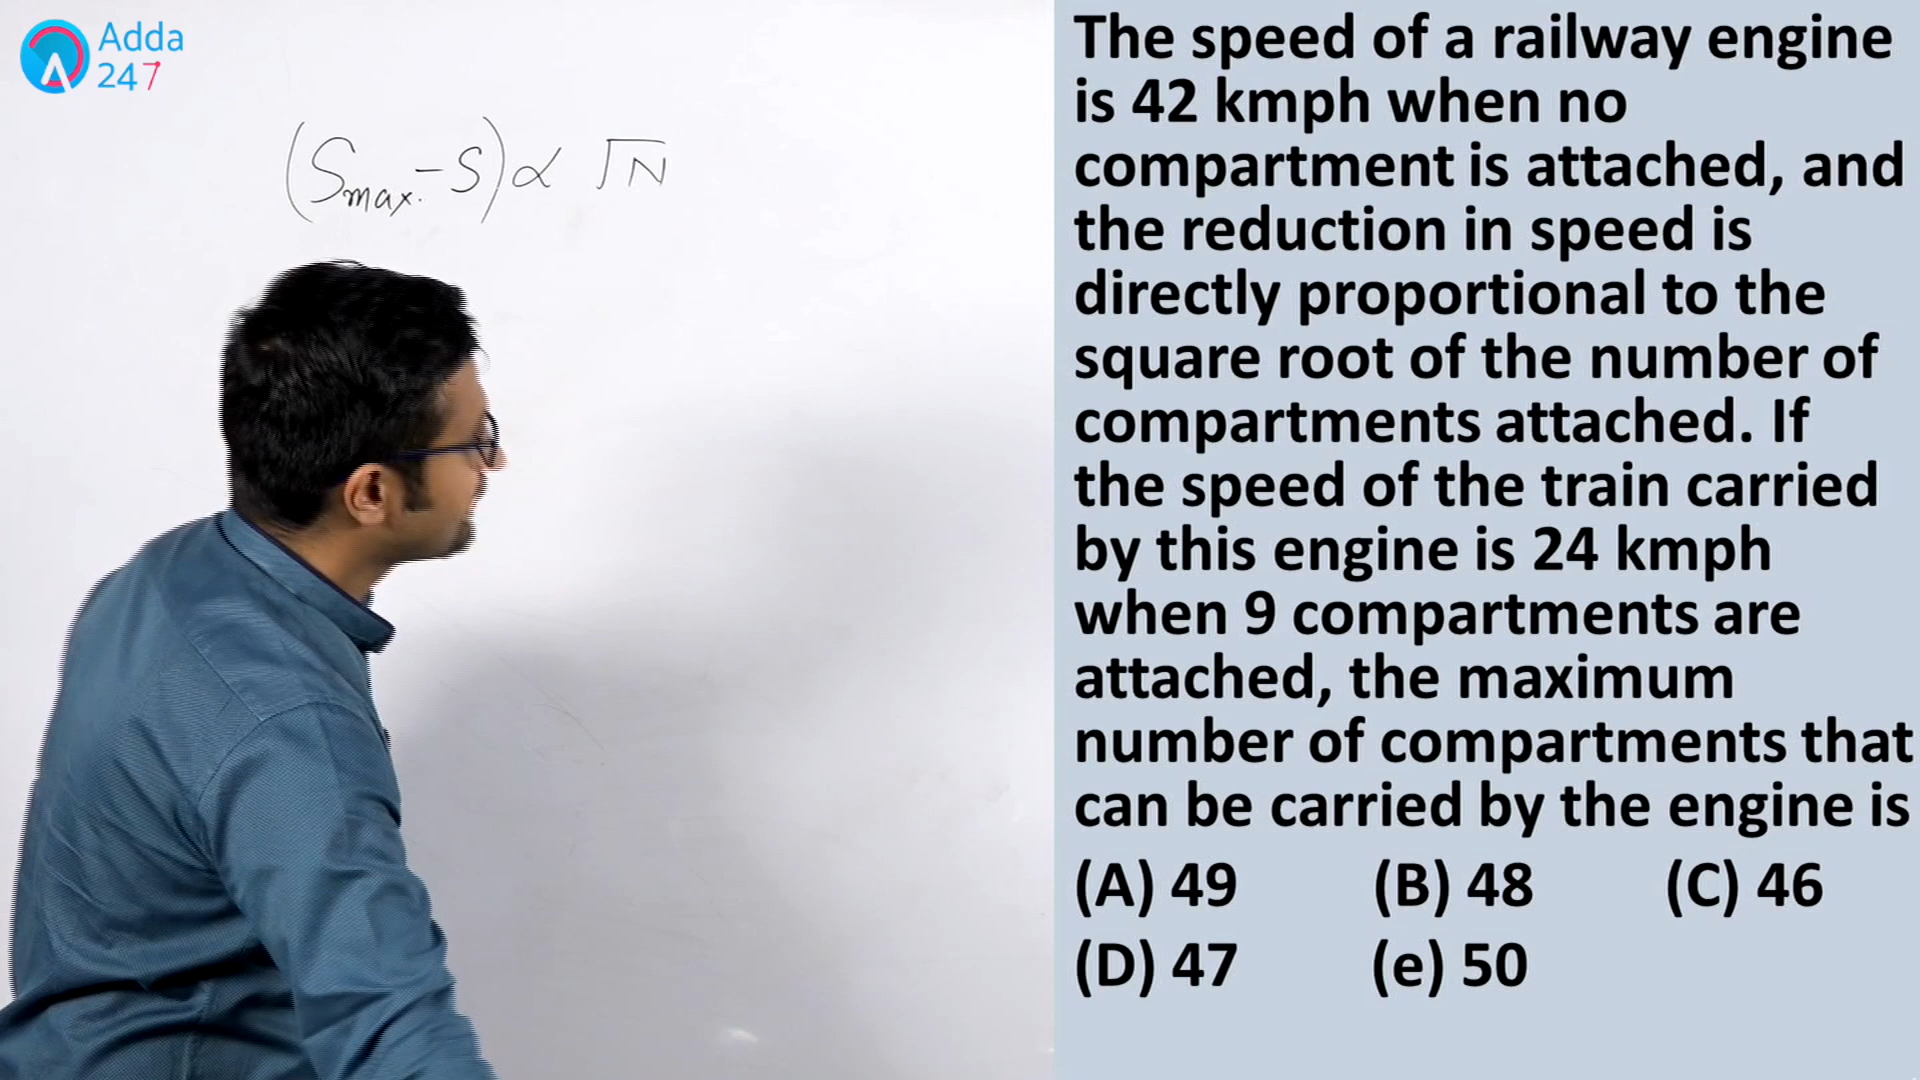 Adda
247
(Smax. - S) ∝ √N
The speed of a railway engine
is 42 kmph when no
compartment is attached, and
the reduction in speed is
directly proportional to the
square root of the number of
compartments attached. If
the speed of the train carried
by this engine is 24 kmph
when 9 compartments are
attached, the maximum
number of compartments that
can be carried by the engine is
(A) 49 (B) 48 (C) 46
(D) 47 (e) 50